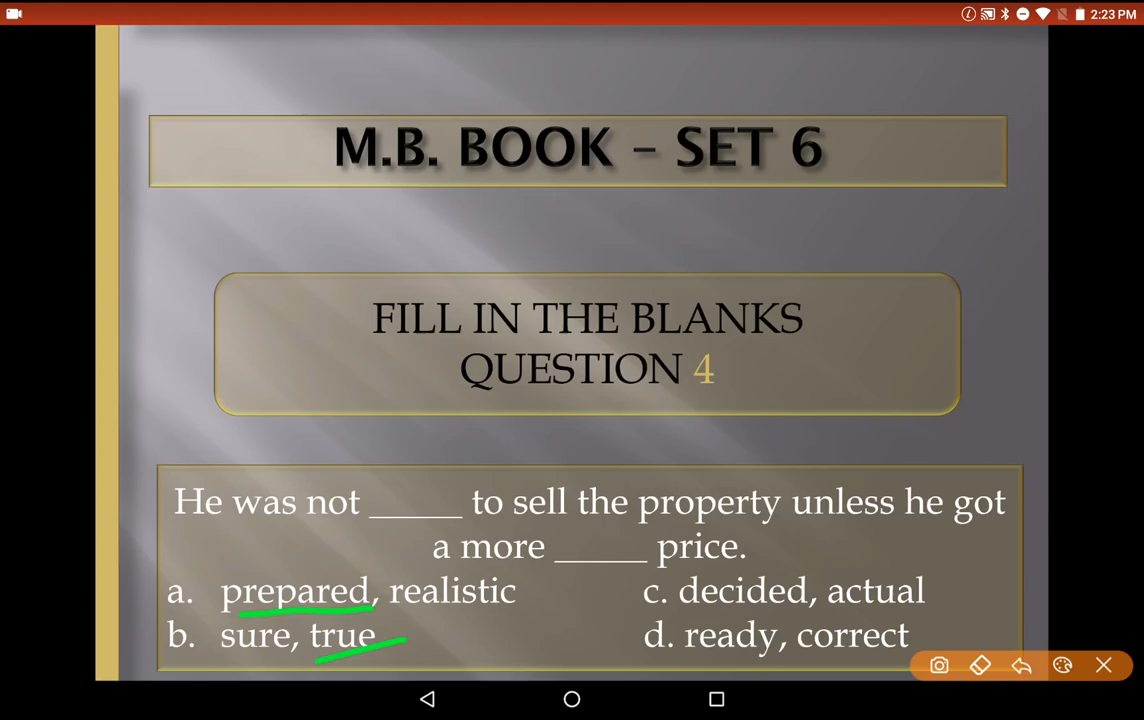 2:23 PM
M.B. BOOK – SET 6
FILL IN THE BLANKS
QUESTION 4
He was not _____ to sell the property unless he got
a more _____ price.
a. prepared, realistic
c. decided, actual
b. sure, true
d. ready, correct